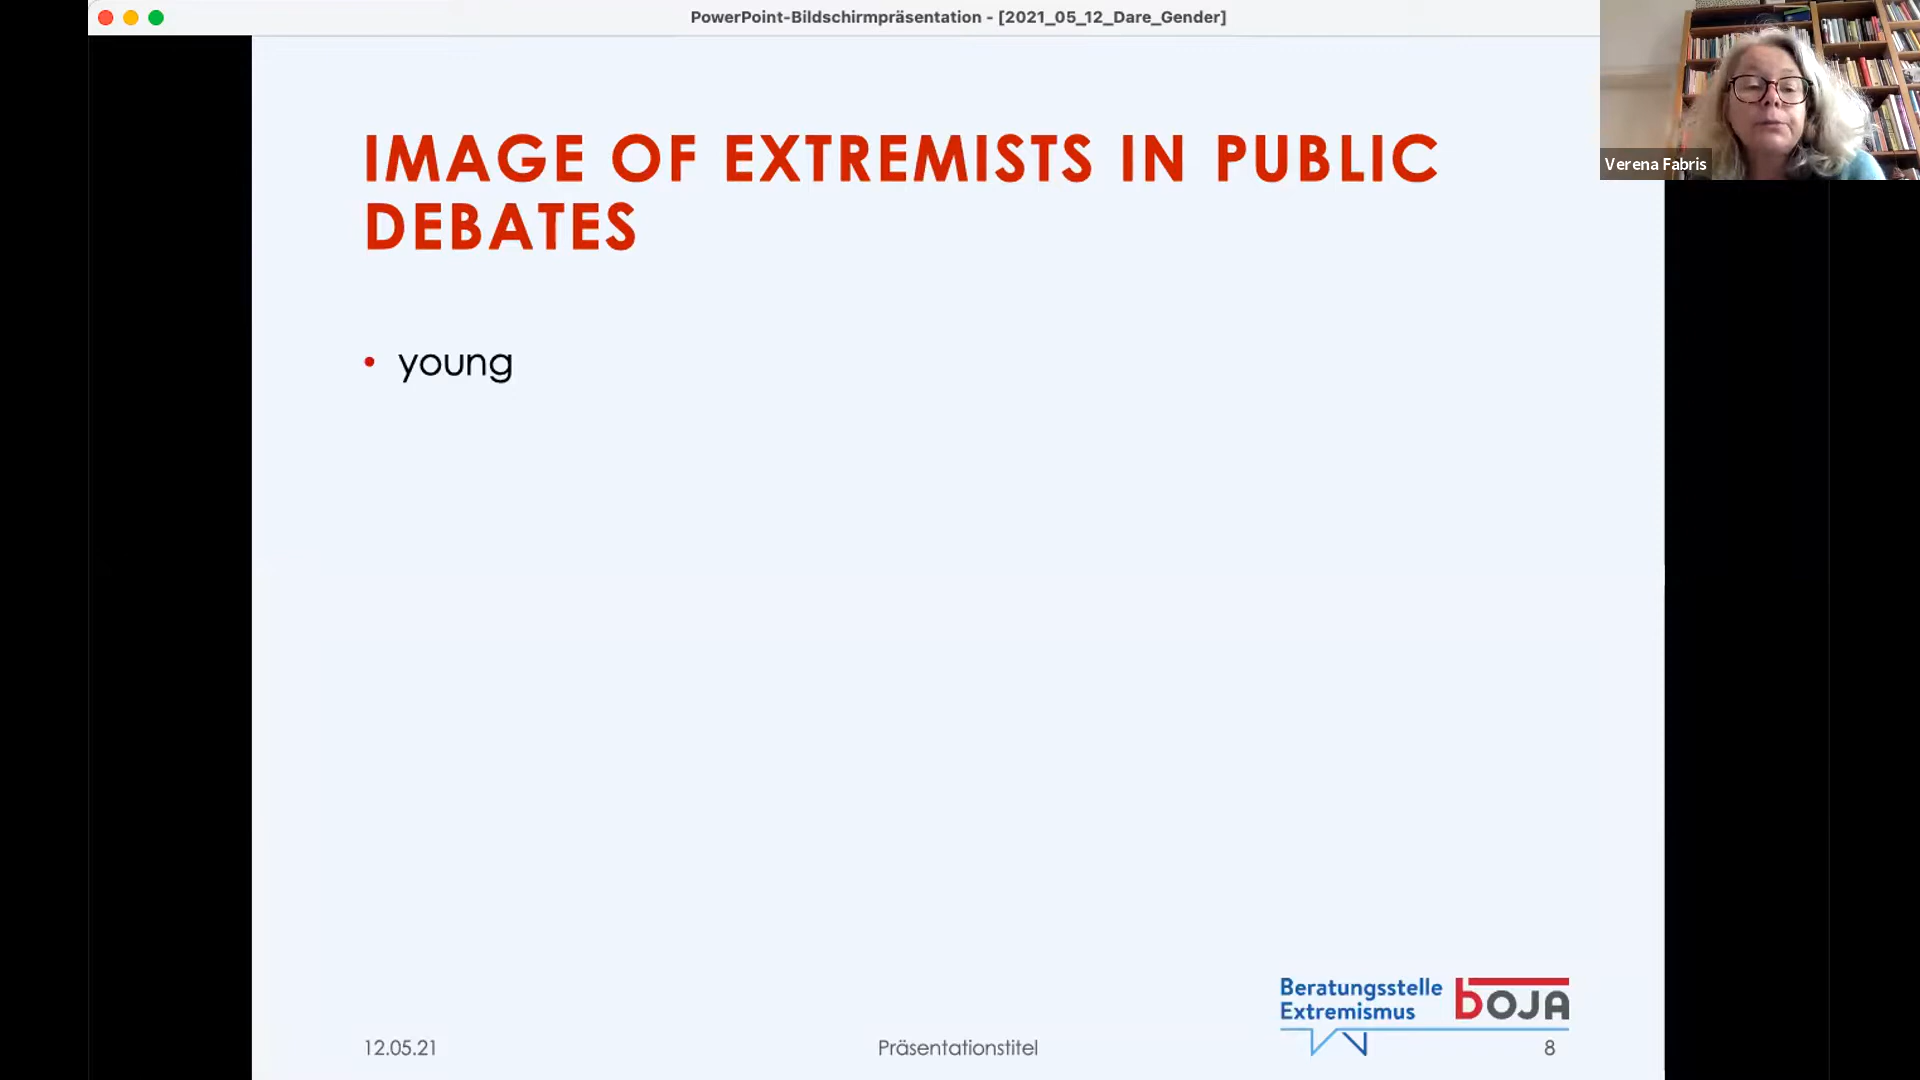 PowerPoint-Bildschirmpräsentation - [2021_05_12_Dare_Gender]
Verena Fabris
IMAGE OF EXTREMISTS IN PUBLIC
DEBATES
• young
Beratungsstelle
Extremismus
bOJA
12.05.21
Präsentationstitel
8